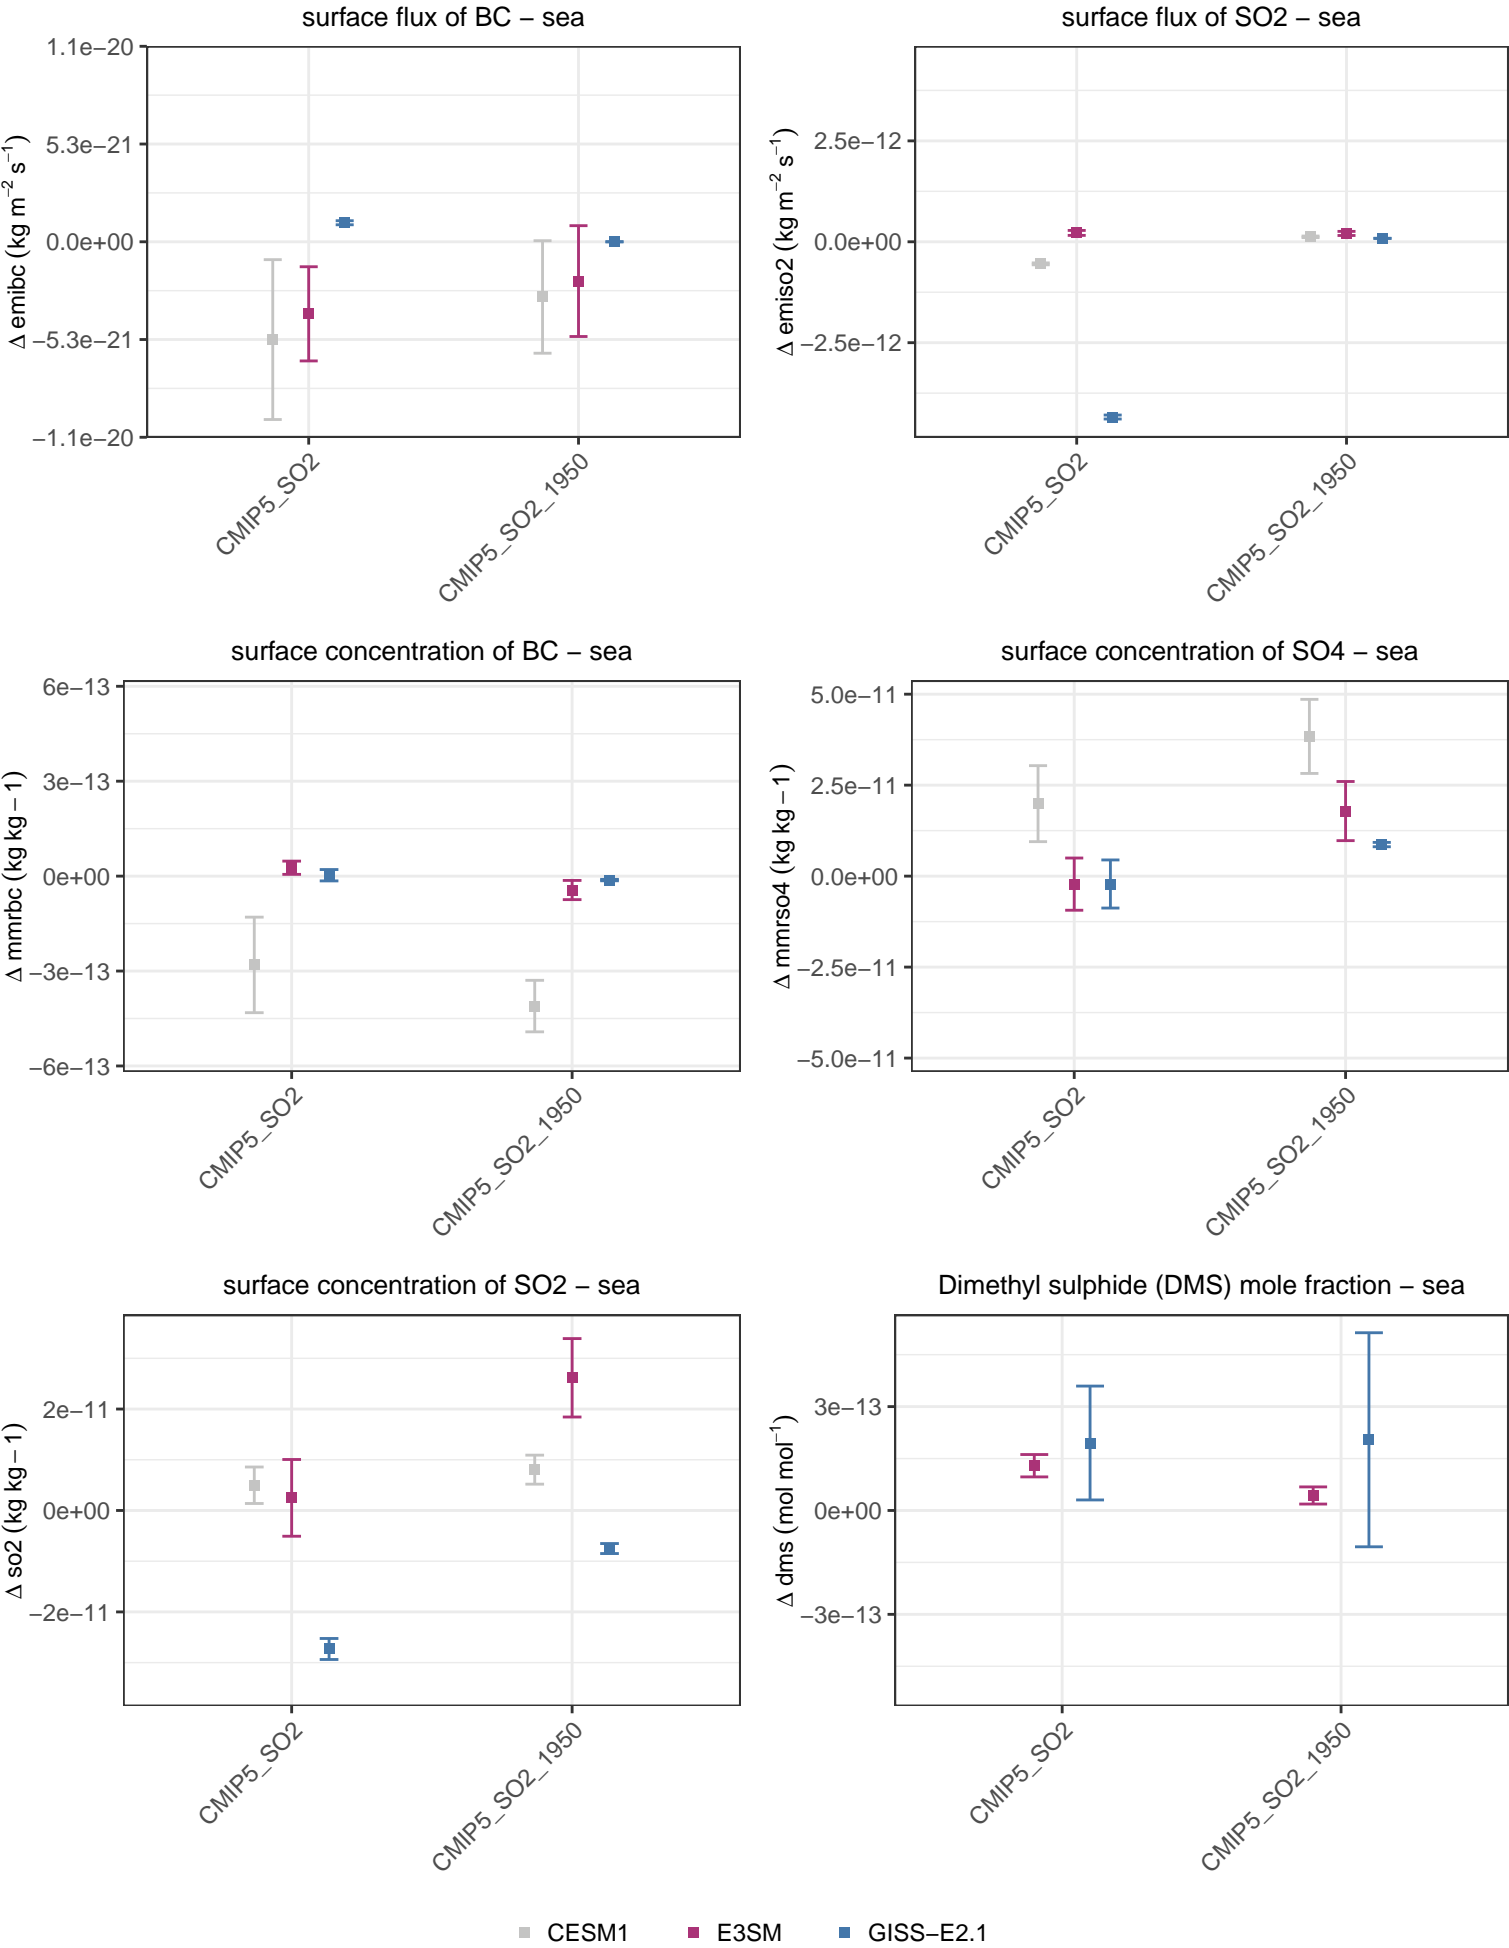 surface flux of BC – sea
Δ emibc (kg m⁻² s⁻¹)
1.1e−20
5.3e−21
0.0e+00
−5.3e−21
−1.1e−20
CMIP5_SO2
CMIP5_SO2_1950
surface flux of SO2 – sea
Δ emiso2 (kg m⁻² s⁻¹)
2.5e−12
0.0e+00
−2.5e−12
CMIP5_SO2
CMIP5_SO2_1950
surface concentration of BC – sea
Δ mmrbc (kg kg − 1)
6e−13
3e−13
0e+00
−3e−13
−6e−13
CMIP5_SO2
CMIP5_SO2_1950
surface concentration of SO4 – sea
Δ mmrso4 (kg kg − 1)
5.0e−11
2.5e−11
0.0e+00
−2.5e−11
−5.0e−11
CMIP5_SO2
CMIP5_SO2_1950
surface concentration of SO2 – sea
Δ so2 (kg kg − 1)
2e−11
0e+00
−2e−11
CMIP5_SO2
CMIP5_SO2_1950
Dimethyl sulphide (DMS) mole fraction – sea
Δ dms (mol mol⁻¹)
3e−13
0e+00
−3e−13
CMIP5_SO2
CMIP5_SO2_1950
CESM1
E3SM
GISS−E2.1